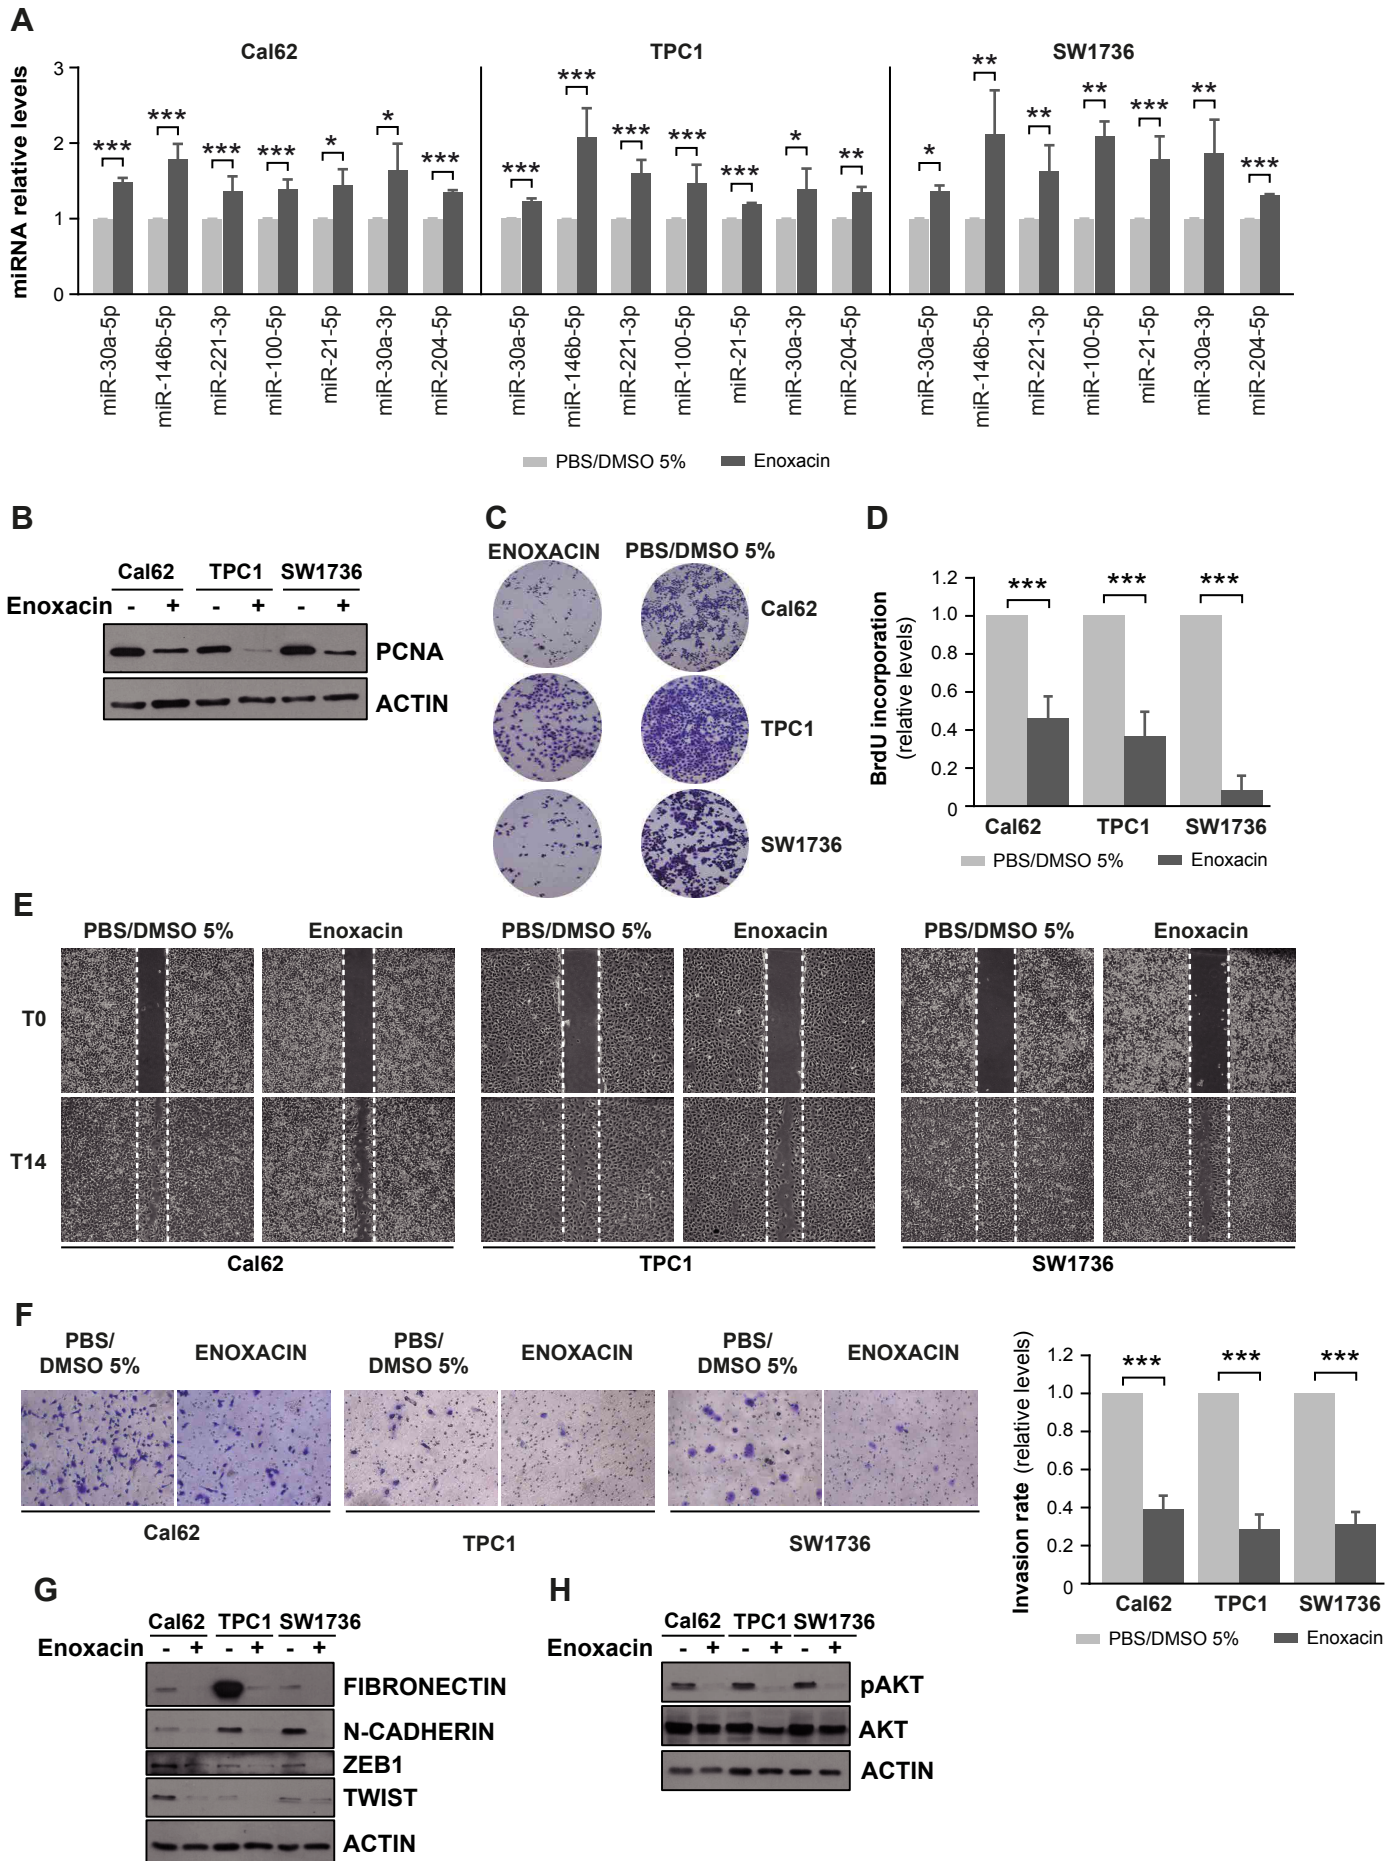 A
Cal62 TPC1 SW1736
miRNA relative levels
3
2
1
0
*** *** *** *** * * ***
*** *** *** *** *** * **
* ** ** ** *** ** ***
miR-30a-5p miR-146b-5p miR-221-3p miR-100-5p miR-21-5p miR-30a-3p miR-204-5p
miR-30a-5p miR-146b-5p miR-221-3p miR-100-5p miR-21-5p miR-30a-3p miR-204-5p
miR-30a-5p miR-146b-5p miR-221-3p miR-100-5p miR-21-5p miR-30a-3p miR-204-5p
PBS/DMSO 5% Enoxacin
B
Cal62 TPC1 SW1736
Enoxacin - + - + - +
PCNA
ACTIN
C
ENOXACIN PBS/DMSO 5%
Cal62
TPC1
SW1736
D
BrdU incorporation
(relative levels)
1.2
1.0
0.8
0.6
0.4
0.2
0
*** *** ***
Cal62 TPC1 SW1736
PBS/DMSO 5% Enoxacin
E
PBS/DMSO 5% Enoxacin PBS/DMSO 5% Enoxacin PBS/DMSO 5% Enoxacin
T0
T14
Cal62 TPC1 SW1736
F
PBS/
DMSO 5% ENOXACIN
PBS/
DMSO 5% ENOXACIN
PBS/
DMSO 5% ENOXACIN
Cal62 TPC1 SW1736
Invasion rate (relative levels)
1.2
1.0
0.8
0.6
0.4
0.2
0
*** *** ***
Cal62 TPC1 SW1736
PBS/DMSO 5% Enoxacin
G
Cal62 TPC1 SW1736
Enoxacin - + - + - +
FIBRONECTIN
N-CADHERIN
ZEB1
TWIST
ACTIN
H
Cal62 TPC1 SW1736
Enoxacin - + - + - +
pAKT
AKT
ACTIN